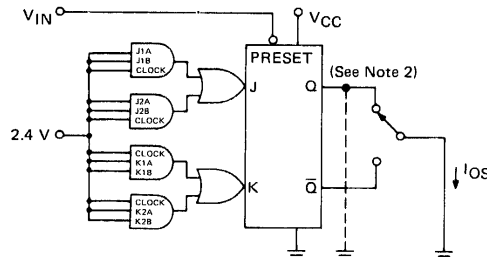 VIN
VCC
PRESET
J1A
J1B
CLOCK
J2A
J2B
CLOCK
J
Q
(See Note 2)
2.4 V
CLOCK
K1A
K1B
CLOCK
K2A
K2B
K
Q̅
IOS